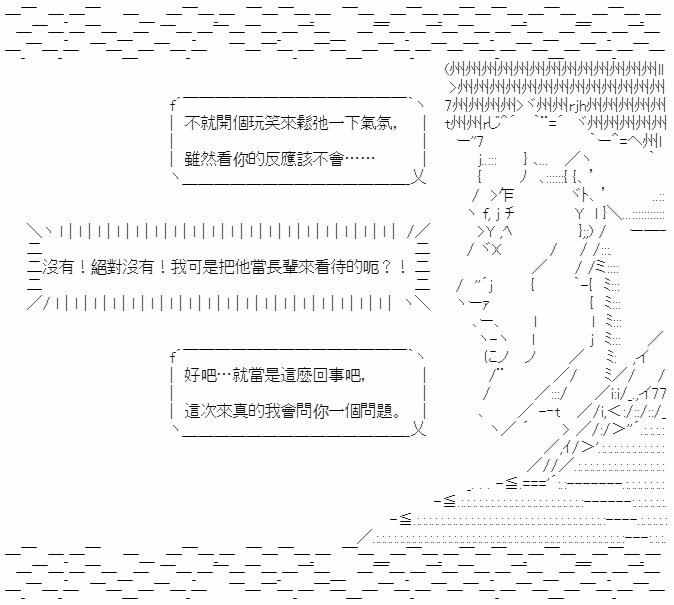 不就開個玩笑來鬆弛一下氣氛，
雖然看你的反應該不會……
沒有！絕對沒有！我可是把他當長輩來看待的呃？！
好吧…就當是這麼回事吧，
這次來真的我會問你一個問題。